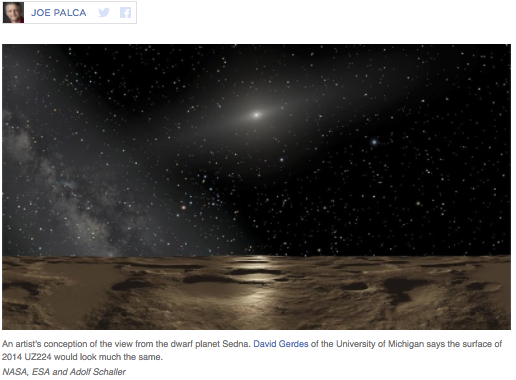 JOE PALCA
An artist's conception of the view from the dwarf planet Sedna. David Gerdes of the University of Michigan says the surface of
2014 UZ224 would look much the same.
NASA, ESA and Adolf Schaller